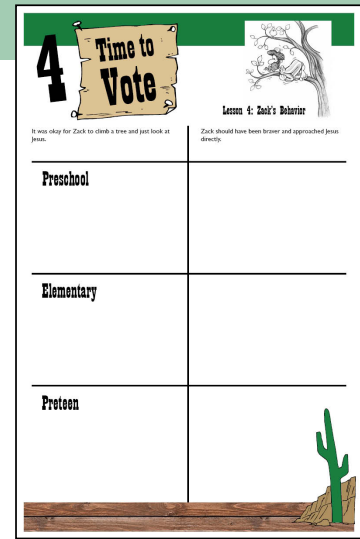 4
Time to
Vote
Lesson 4: Zack's Behavior
It was okay for Zack to climb a tree and just look at
Jesus.
Zack should have been braver and approached Jesus
directly.
Preschool
Elementary
Preteen